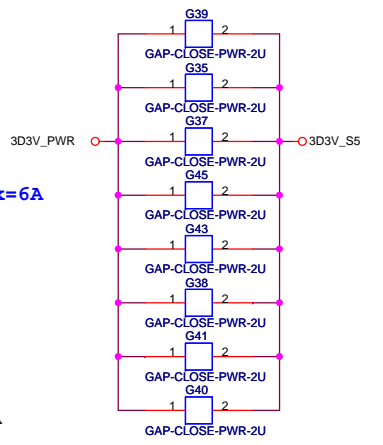 G39
1 2
GAP-CLOSE-PWR-2U
G35
1 2
GAP-CLOSE-PWR-2U
G37
3D3V_PWR 1 2 3D3V_S5
GAP-CLOSE-PWR-2U
G45
=6A
1 2
GAP-CLOSE-PWR-2U
G43
1 2
GAP-CLOSE-PWR-2U
G38
1 2
GAP-CLOSE-PWR-2U
G41
1 2
GAP-CLOSE-PWR-2U
G40
1 2
GAP-CLOSE-PWR-2U